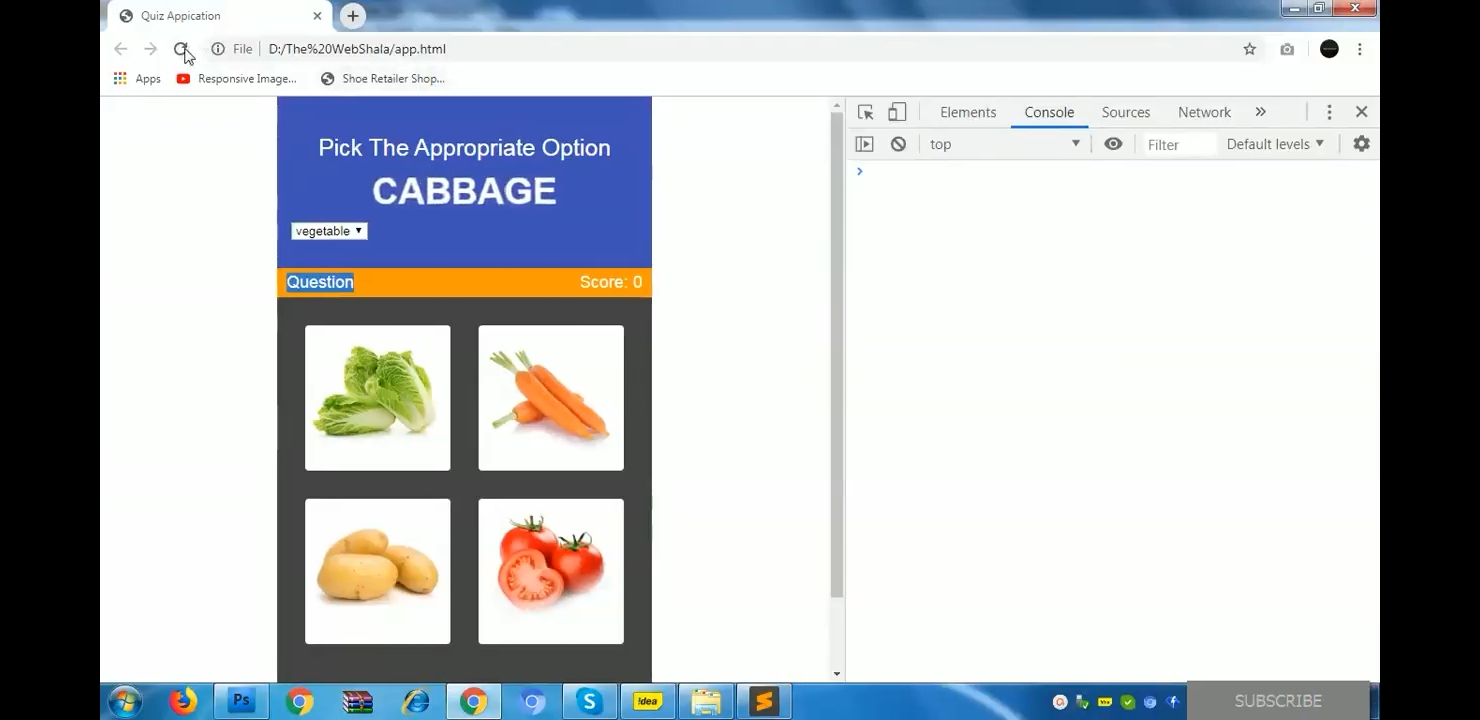 Quiz Appication
File
D:/The%20WebShala/app.html
Apps
Responsive Image...
Shoe Retailer Shop...
Pick The Appropriate Option
CABBAGE
vegetable
Question
Score: 0
Elements
Console
Sources
Network
top
Filter
Default levels
Ps
S
!dea
SUBSCRIBE